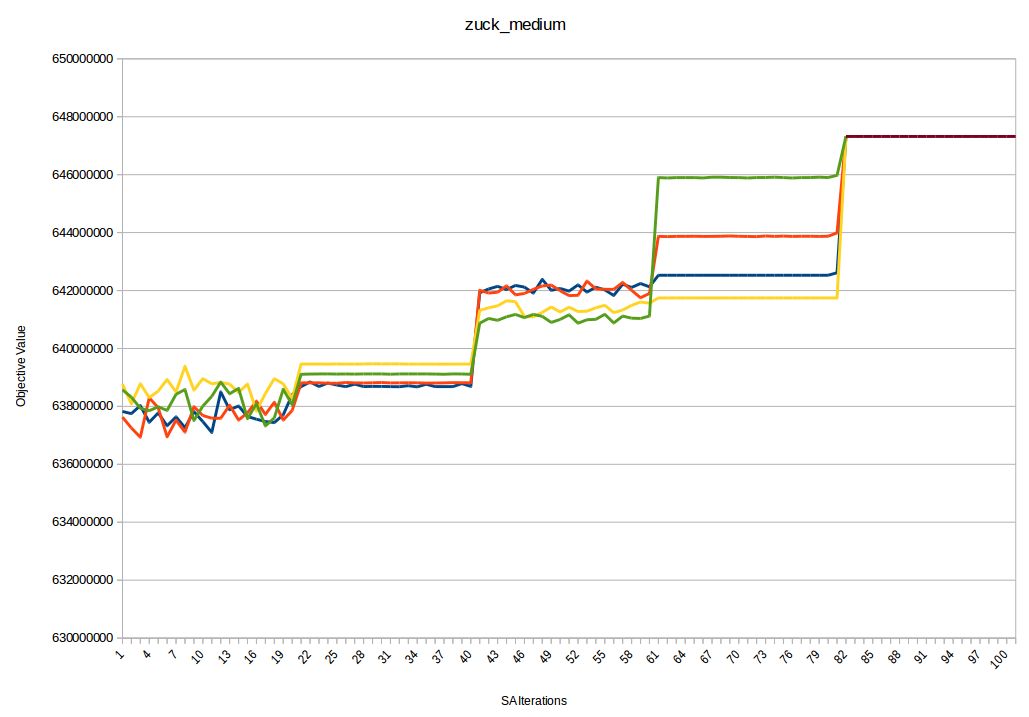 zuck_medium
650000000
648000000
646000000
644000000
642000000
640000000
638000000
636000000
634000000
632000000
630000000
Objective Value
1 4 7 10 13 16 19 22 25 28 31 34 37 40 43 46 49 52 55 58 61 64 67 70 73 76 79 82 85 88 91 94 97 100
SA Iterations